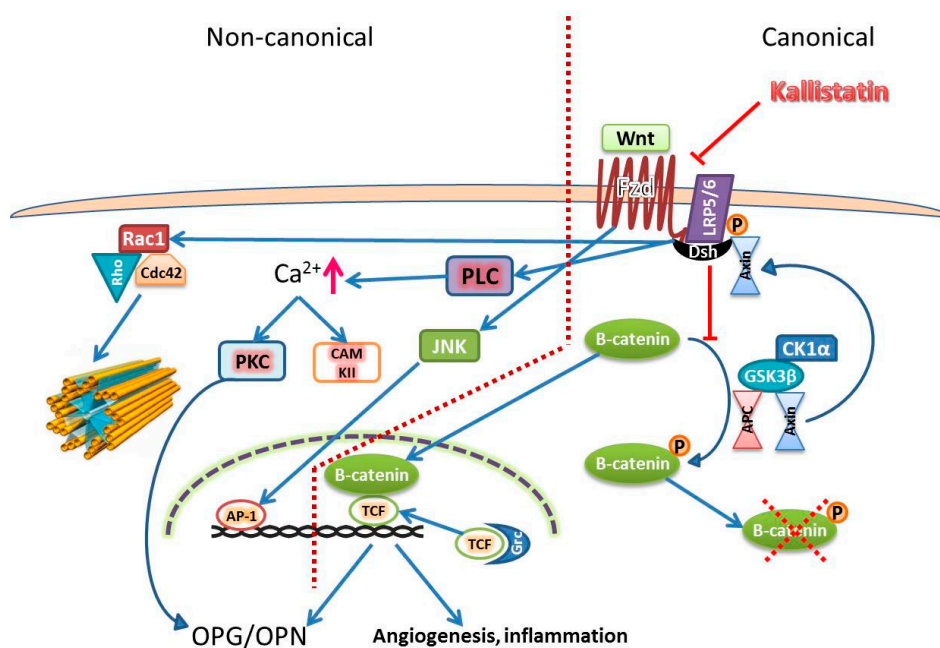 Non-canonical
Canonical
Kallistatin
Wnt
Fzd
LRP5/6
P
Dsh
Axin
Rac1
Rho
Cdc42
Ca2+
PLC
PKC
CAM
KII
JNK
B-catenin
CK1α
GSK3β
APC
Axin
B-catenin
P
B-catenin
P
B-catenin
AP-1
TCF
TCF
Grc
OPG/OPN
Angiogenesis, inflammation